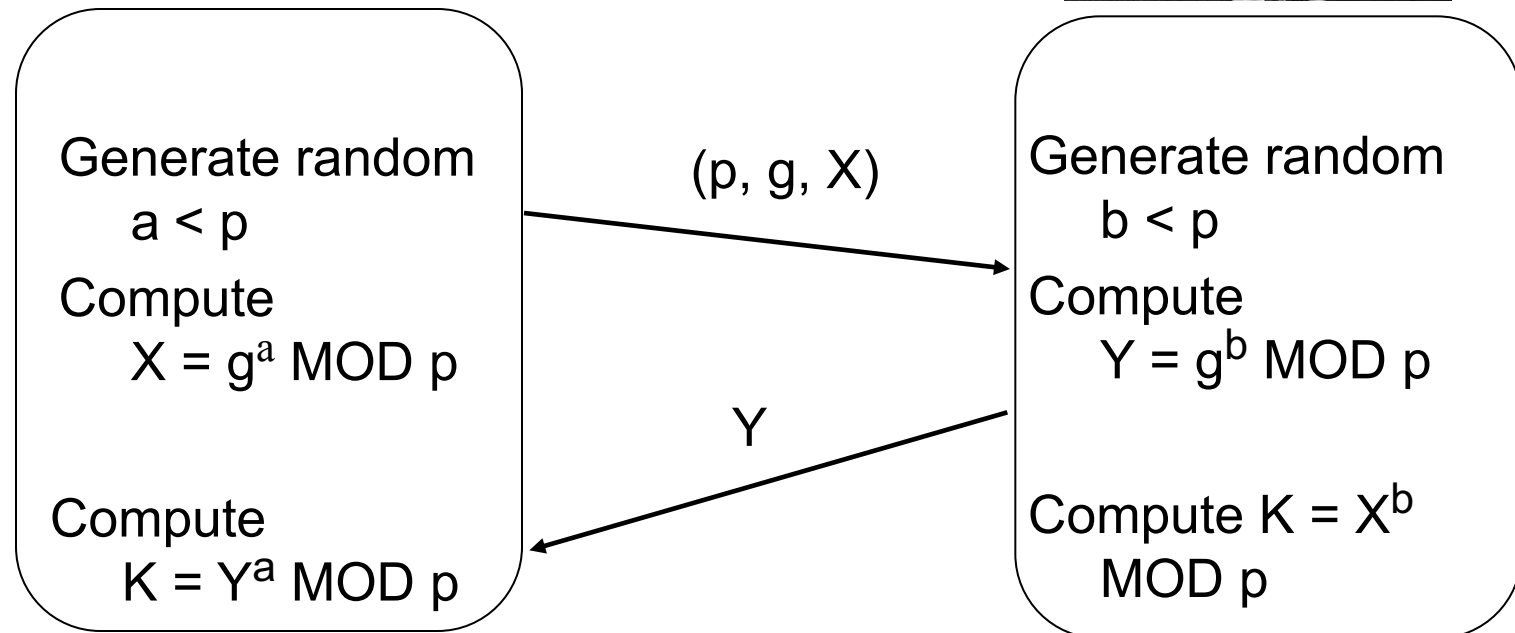 Generate random
a < p
Compute
X = gᵃ MOD p
Compute
K = Yᵃ MOD p
(p, g, X)
Y
Generate random
b < p
Compute
Y = gᵇ MOD p
Compute K = Xᵇ
MOD p